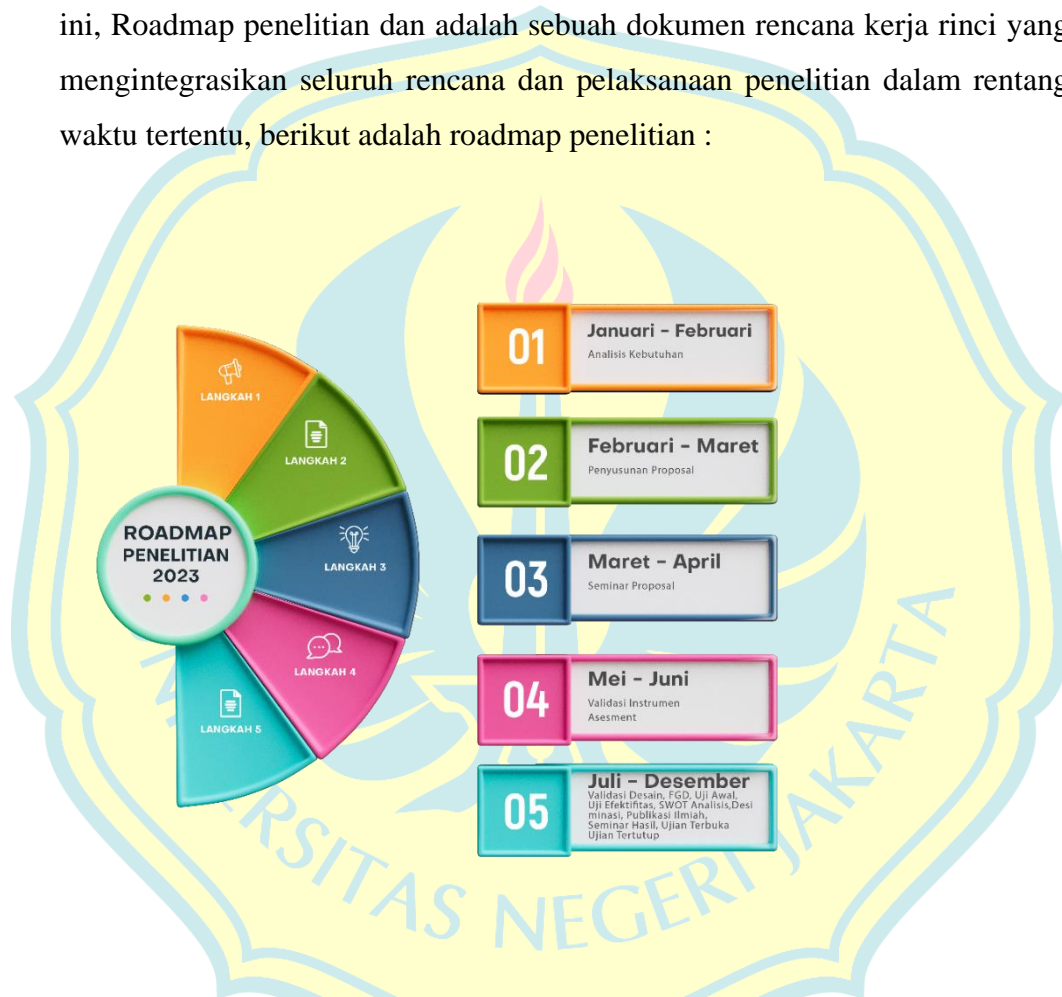 ini, Roadmap penelitian dan adalah sebuah dokumen rencana kerja rinci yang
mengintegrasikan seluruh rencana dan pelaksanaan penelitian dalam rentang
waktu tertentu, berikut adalah roadmap penelitian :
ROADMAP
PENELITIAN
2023
LANGKAH 1
LANGKAH 2
LANGKAH 3
LANGKAH 4
LANGKAH 5
01
Januari - Februari
Analisis Kebutuhan
02
Februari - Maret
Penyusunan Proposal
03
Maret - April
Seminar Proposal
04
Mei - Juni
Validasi Instrumen
Asesment
05
Juli - Desember
Validasi Desain, FGD, Uji Awal,
Uji Efektifitas, SWOT Analisis,Desi
minasi, Publikasi Ilmiah,
Seminar Hasil, Ujian Terbuka
Ujian Tertutup
ERSITAS NEGERI JAKARTA